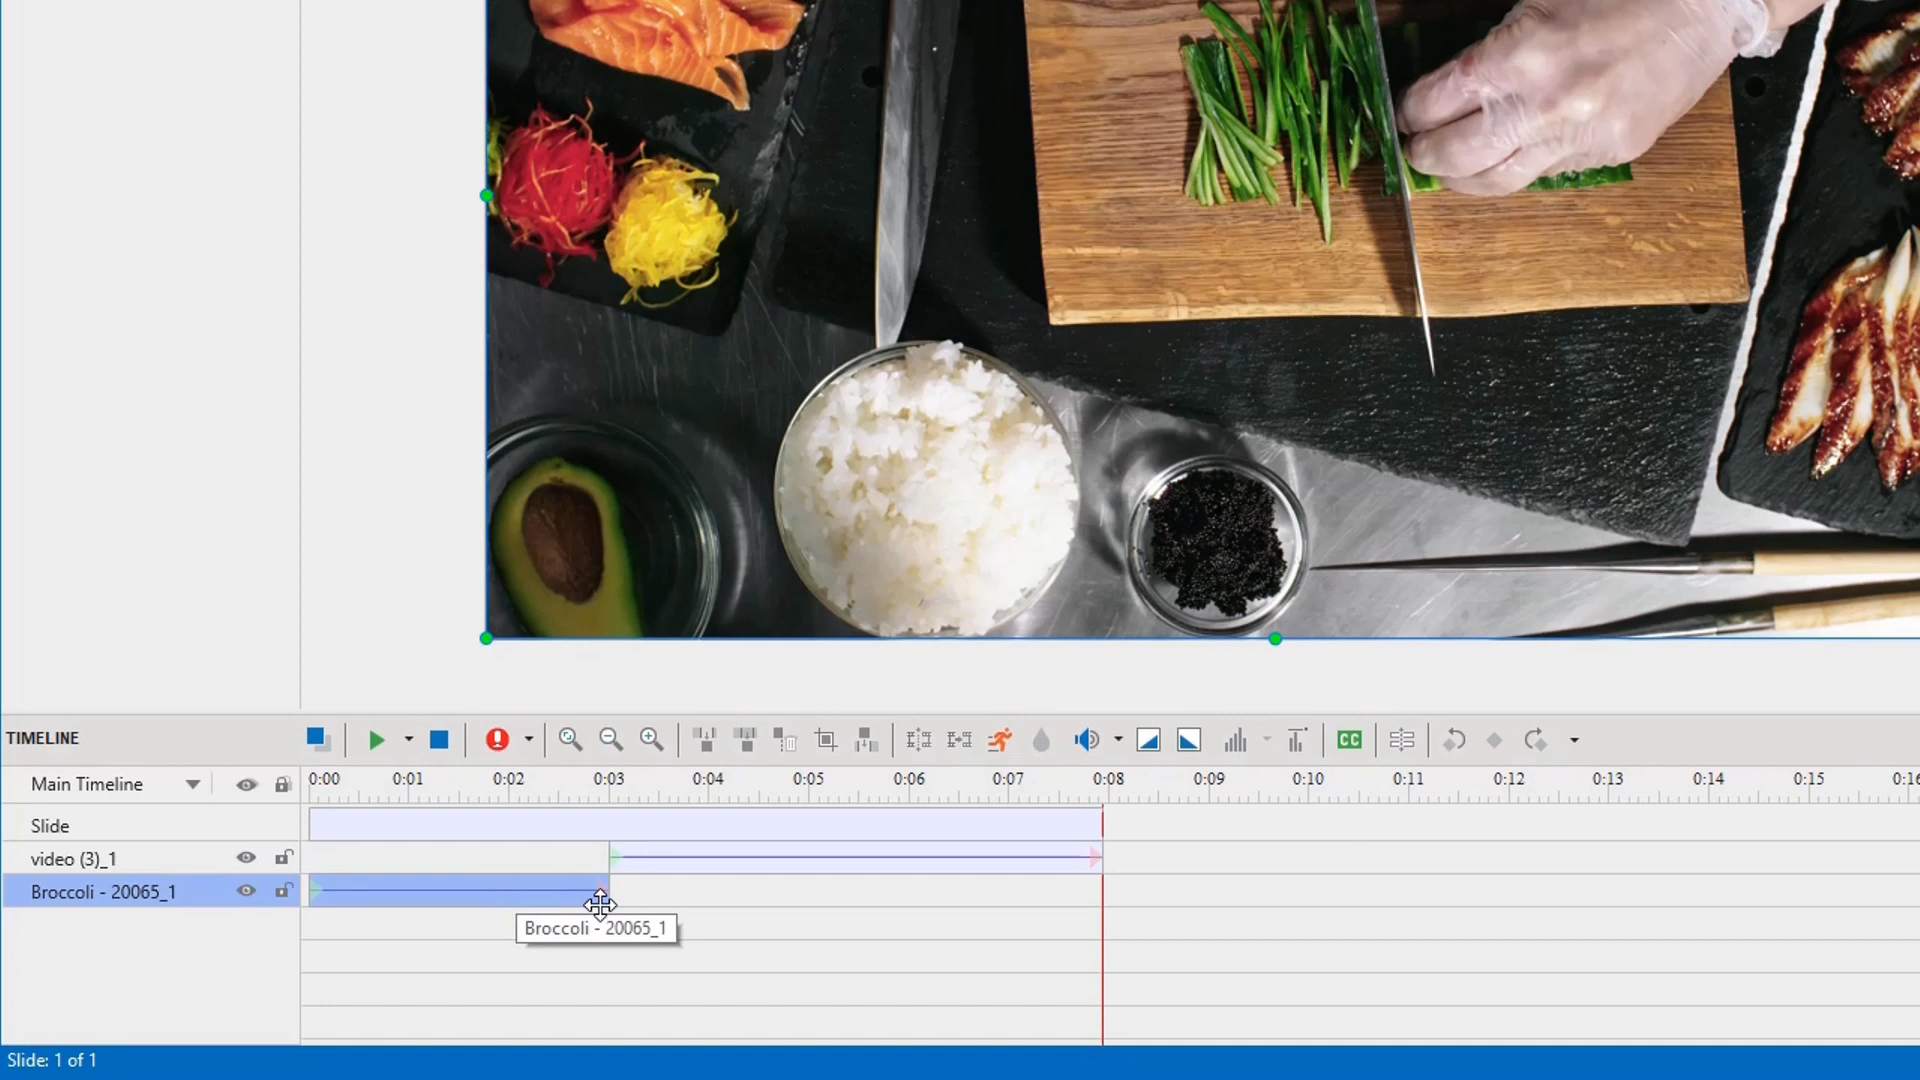 TIMELINE
CC
Main Timeline
0:00 0:01 0:02 0:03 0:04 0:05 0:06 0:07 0:08 0:09 0:10 0:11 0:12 0:13 0:14 0:15 0:16
Slide
video (3)_1
Broccoli - 20065_1
Broccoli - 20065_1
Slide: 1 of 1